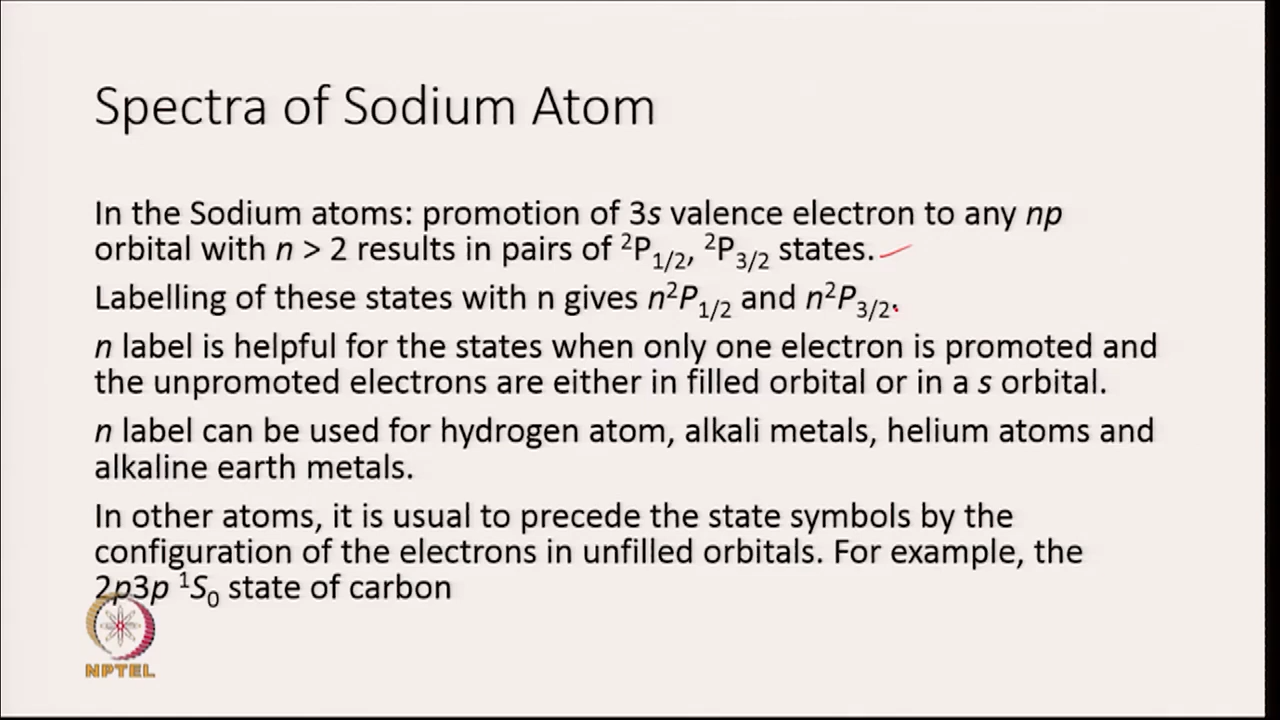 Spectra of Sodium Atom
In the Sodium atoms: promotion of 3s valence electron to any np
orbital with n > 2 results in pairs of ²P₁/₂, ²P₃/₂ states.
Labelling of these states with n gives n²P₁/₂ and n²P₃/₂.
n label is helpful for the states when only one electron is promoted and
the unpromoted electrons are either in filled orbital or in a s orbital.
n label can be used for hydrogen atom, alkali metals, helium atoms and
alkaline earth metals.
In other atoms, it is usual to precede the state symbols by the
configuration of the electrons in unfilled orbitals. For example, the
2p3p ¹S₀ state of carbon
NPTEL